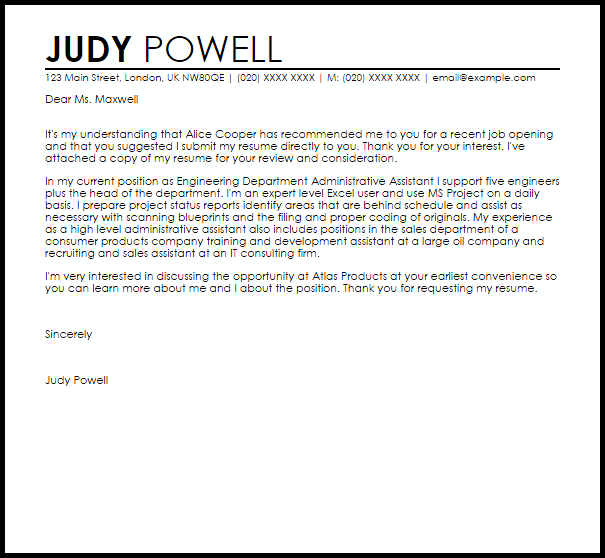 JUDY POWELL
123 Main Street, London, UK NW80QE | (020) XXXX XXXX | M: (020) XXXX XXXX | email@example.com
Dear Ms. Maxwell
It's my understanding that Alice Cooper has recommended me to you for a recent job opening
and that you suggested I submit my resume directly to you. Thank you for your interest. I've
attached a copy of my resume for your review and consideration.
In my current position as Engineering Department Administrative Assistant I support five engineers
plus the head of the department. I'm an expert level Excel user and use MS Project on a daily
basis. I prepare project status reports identify areas that are behind schedule and assist as
necessary with scanning blueprints and the filing and proper coding of originals. My experience
as a high level administrative assistant also includes positions in the sales department of a
consumer products company training and development assistant at a large oil company and
recruiting and sales assistant at an IT consulting firm.
I'm very interested in discussing the opportunity at Atlas Products at your earliest convenience so
you can learn more about me and I about the position. Thank you for requesting my resume.
Sincerely
Judy Powell